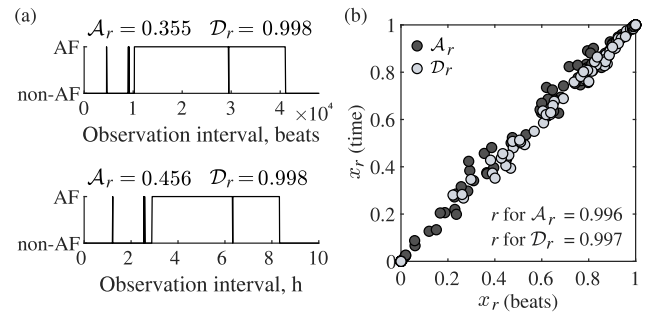 (a)
𝒜r = 0.355 𝒟r = 0.998
AF
non-AF
0 1 2 3 4
×10⁴
Observation interval, beats
𝒜r = 0.456 𝒟r = 0.998
AF
non-AF
0 2 4 6 8 10
Observation interval, h
(b)
1
0.8
0.6
0.4
0.2
0
xr (time)
𝒜r
𝒟r
r for 𝒜r = 0.996
r for 𝒟r = 0.997
0 0.2 0.4 0.6 0.8 1
xr (beats)